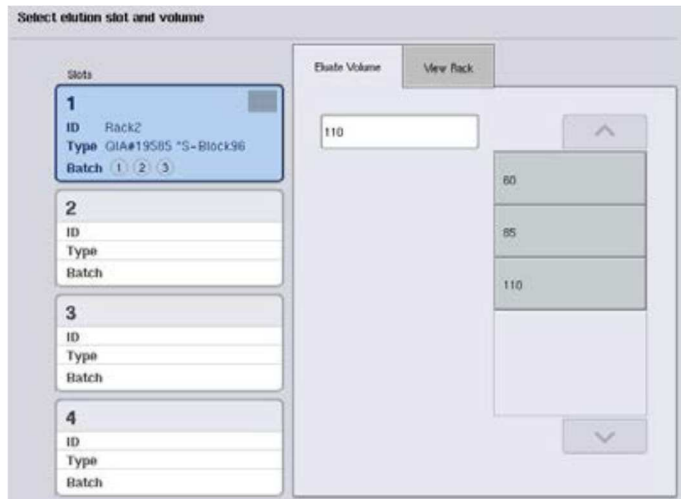 Select elution slot and volume
Slots
1
ID Rack2
Type QIA#19585 *S-Block96
Batch 1 2 3
2
ID
Type
Batch
3
ID
Type
Batch
4
ID
Type
Batch
Eluate Volume
View Rack
110
60
85
110